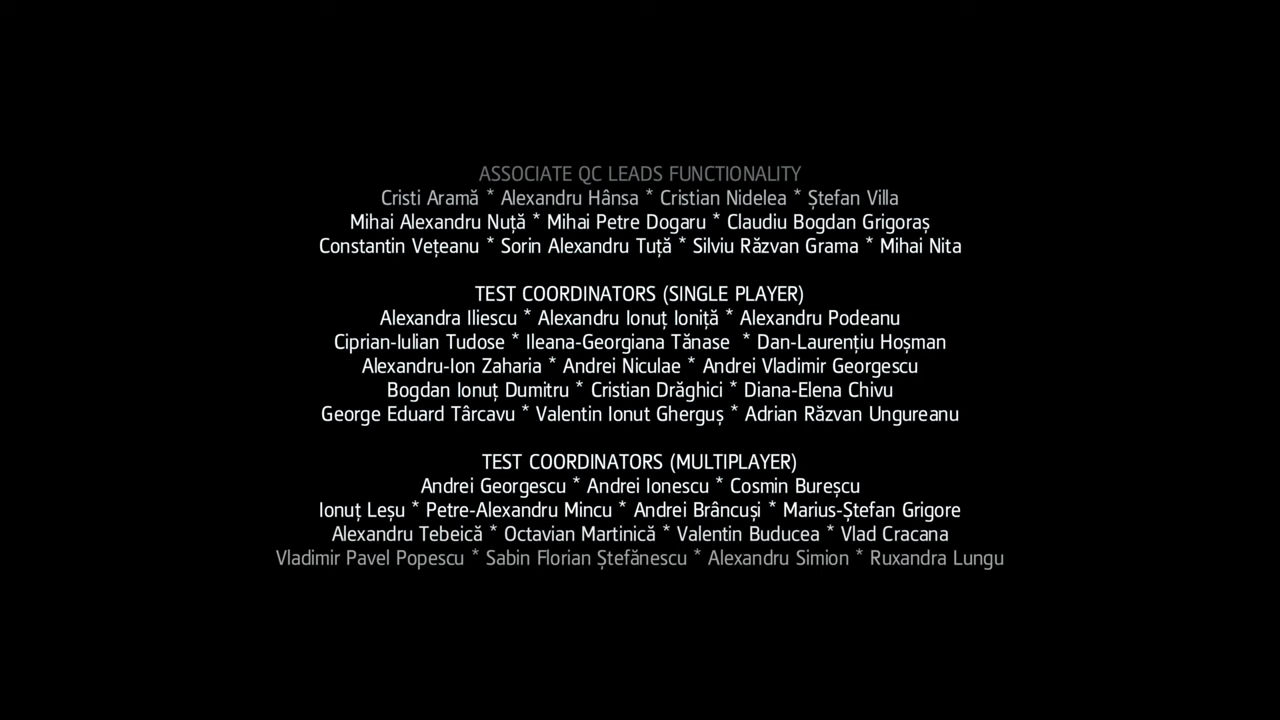 ASSOCIATE QC LEADS FUNCTIONALITY
Cristi Aramă * Alexandru Hânsa * Cristian Nidelea * Ștefan Villa
Mihai Alexandru Nuță * Mihai Petre Dogaru * Claudiu Bogdan Grigoraș
Constantin Vețeanu * Sorin Alexandru Tuță * Silviu Răzvan Grama * Mihai Nita
TEST COORDINATORS (SINGLE PLAYER)
Alexandra Iliescu * Alexandru Ionuț Ioniță * Alexandru Podeanu
Ciprian-Iulian Tudose * Ileana-Georgiana Tănase * Dan-Laurențiu Hoșman
Alexandru-Ion Zaharia * Andrei Niculae * Andrei Vladimir Georgescu
Bogdan Ionuț Dumitru * Cristian Drăghici * Diana-Elena Chivu
George Eduard Târcavu * Valentin Ionut Gherguș * Adrian Răzvan Ungureanu
TEST COORDINATORS (MULTIPLAYER)
Andrei Georgescu * Andrei Ionescu * Cosmin Bureșcu
Ionuț Leșu * Petre-Alexandru Mincu * Andrei Brâncuși * Marius-Ștefan Grigore
Alexandru Tebeică * Octavian Martinică * Valentin Buducea * Vlad Cracana
Vladimir Pavel Popescu * Sabin Florian Ștefănescu * Alexandru Simion * Ruxandra Lungu